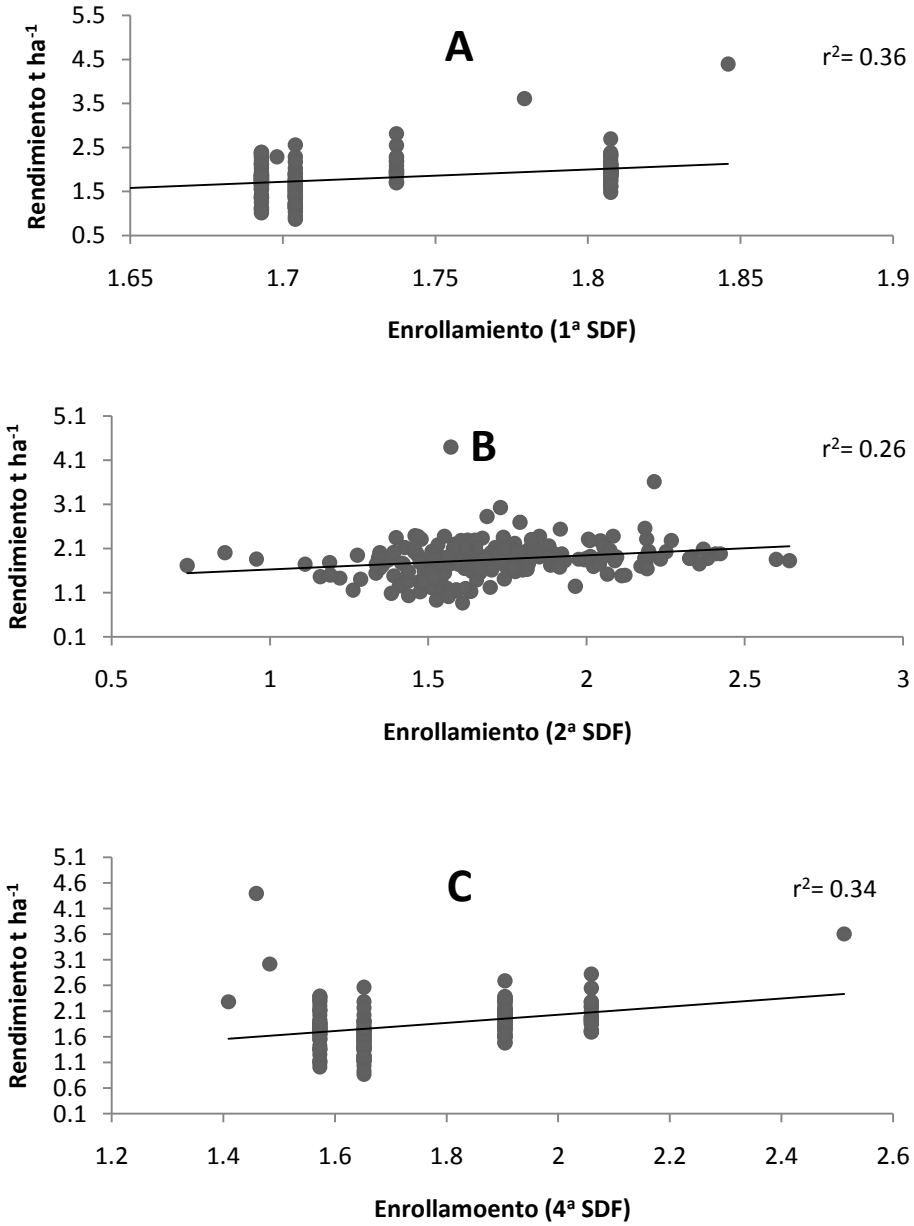 A
r²= 0.36
Rendimiento t ha⁻¹
5.5
4.5
3.5
2.5
1.5
0.5
1.65 1.7 1.75 1.8 1.85 1.9
Enrollamiento (1ª SDF)
B
r²= 0.26
Rendimiento t ha⁻¹
5.1
4.1
3.1
2.1
1.1
0.1
0.5 1 1.5 2 2.5 3
Enrollamiento (2ª SDF)
C
r²= 0.34
Rendimiento t ha⁻¹
5.1
4.6
4.1
3.6
3.1
2.6
2.1
1.6
1.1
0.6
0.1
1.2 1.4 1.6 1.8 2 2.2 2.4 2.6
Enrollamoento (4ª SDF)